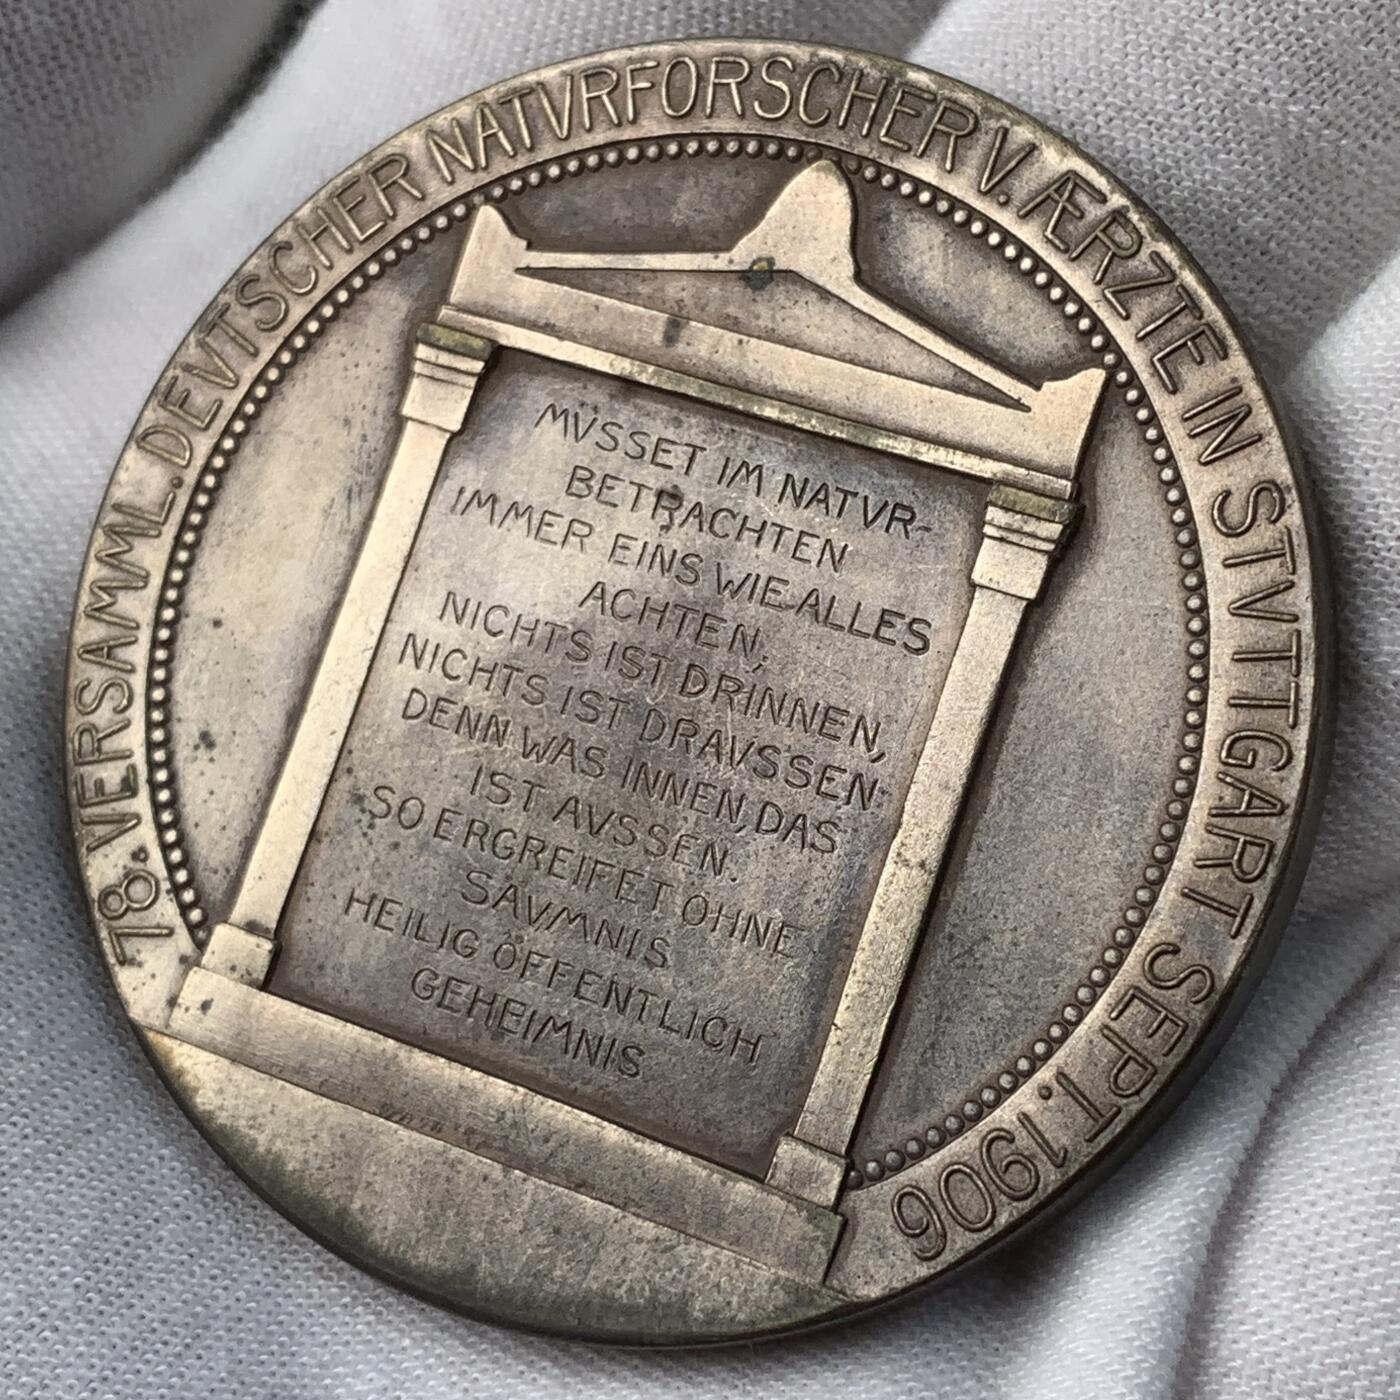 78. VERSAMML. DEVTSCHER NATVRFORSCHER V. ÆRZTE IN STVTTGART SEPT. 1906
MVSSET IM NATVR-
BETRACHTEN
IMMER EINS WIE ALLES
ACHTEN;
NICHTS IST DRINNEN,
NICHTS IST DRAVSSEN
DENN WAS INNEN, DAS
IST AVSSEN.
SO ERGREIFET OHNE
SAVMNIS
HEILIG ÖFFENTLICH
GEHEIMNIS